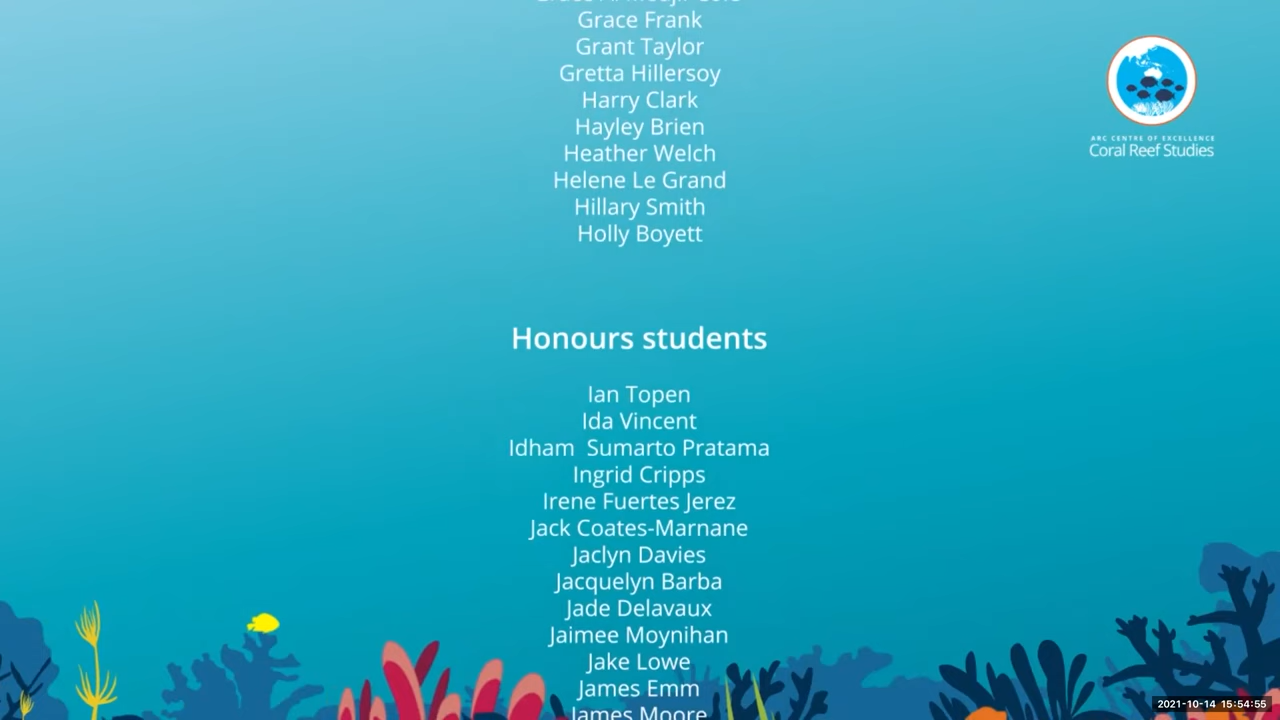 Grace Frank
Grant Taylor
Gretta Hillersoy
Harry Clark
Hayley Brien
Heather Welch
Helene Le Grand
Hillary Smith
Holly Boyett
ARC CENTRE OF EXCELLENCE
Coral Reef Studies
Honours students
Ian Topen
Ida Vincent
Idham  Sumarto Pratama
Ingrid Cripps
Irene Fuertes Jerez
Jack Coates-Marnane
Jaclyn Davies
Jacquelyn Barba
Jade Delavaux
Jaimee Moynihan
Jake Lowe
James Emm
James Moore
2021-10-14 15:54:55